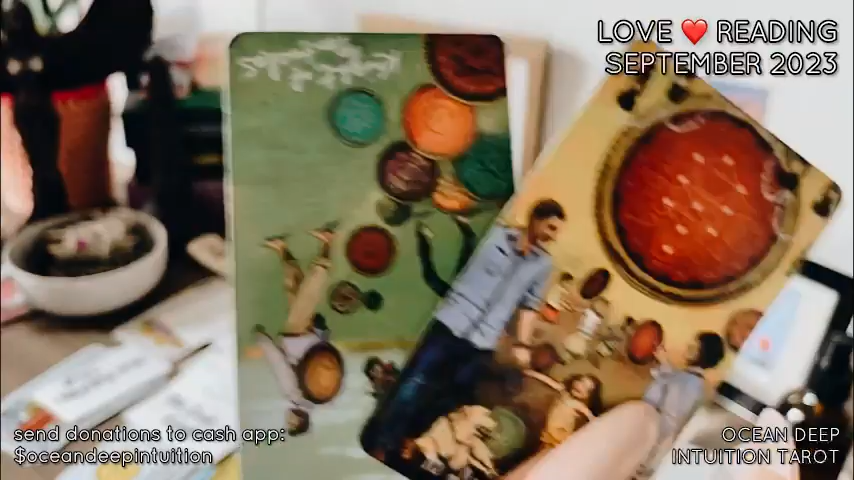 LOVE ❤️ READING
SEPTEMBER 2023
send donations to cash app:
$oceandeepintuition
OCEAN DEEP
INTUITION TAROT